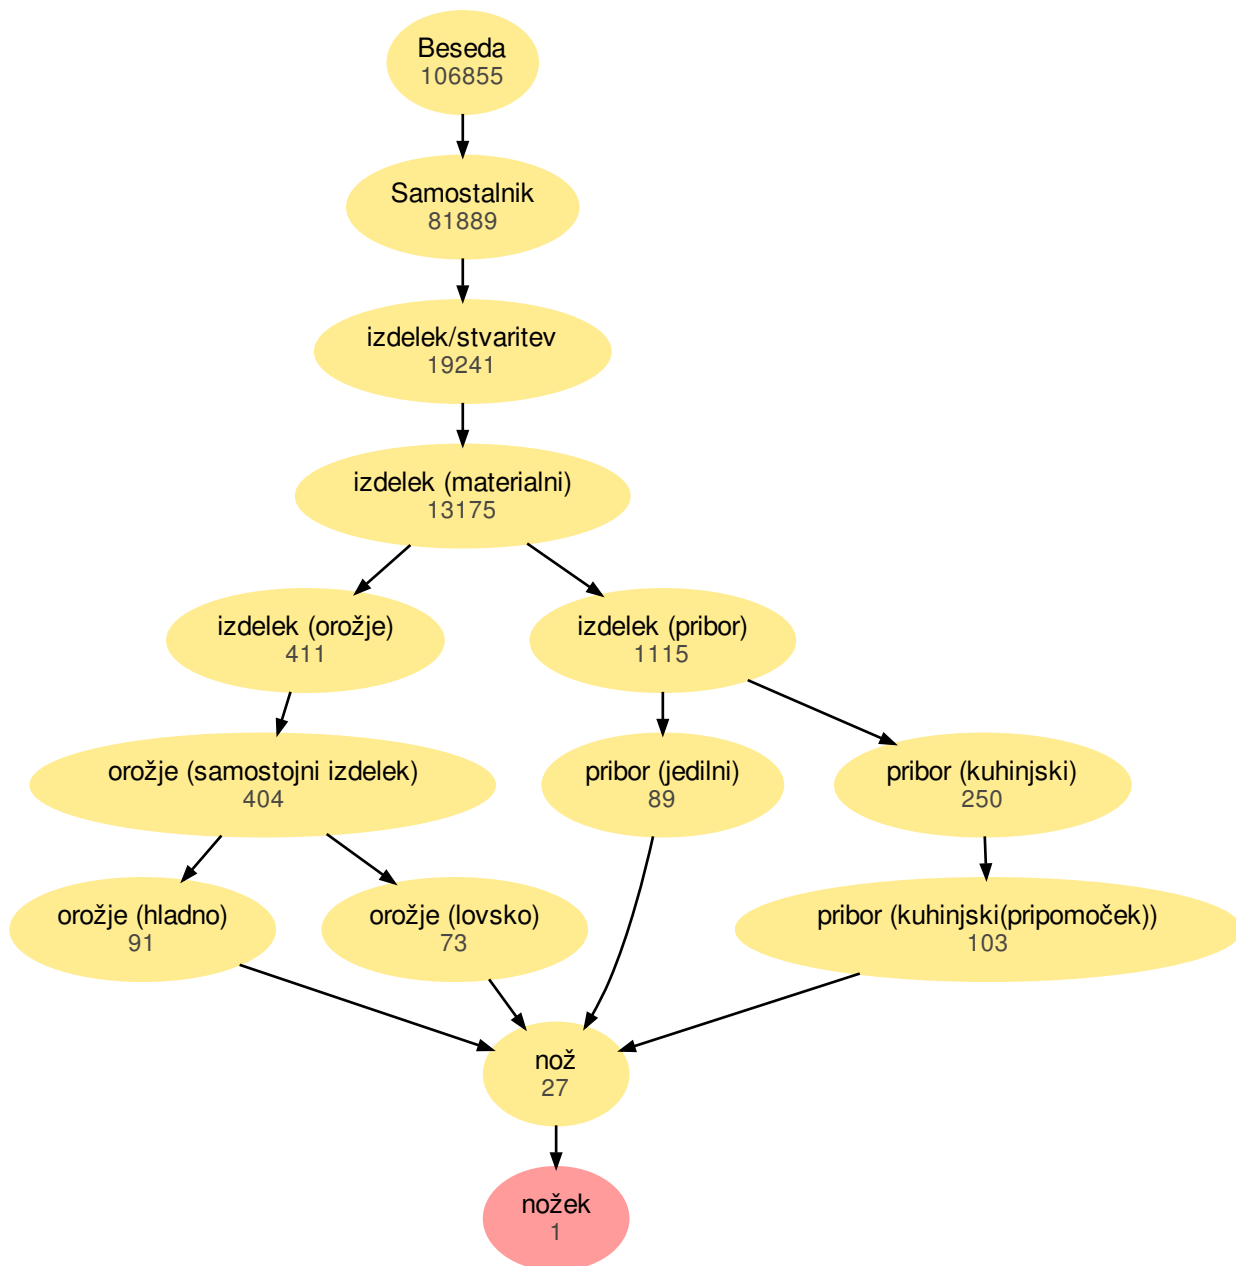 Beseda
106855
Samostalnik
81889
izdelek/stvaritev
19241
izdelek (materialni)
13175
izdelek (orožje)
411
izdelek (pribor)
1115
orožje (samostojni izdelek)
404
pribor (jedilni)
89
pribor (kuhinjski)
250
orožje (hladno)
91
orožje (lovsko)
73
pribor (kuhinjski(pripomoček))
103
nož
27
nožek
1